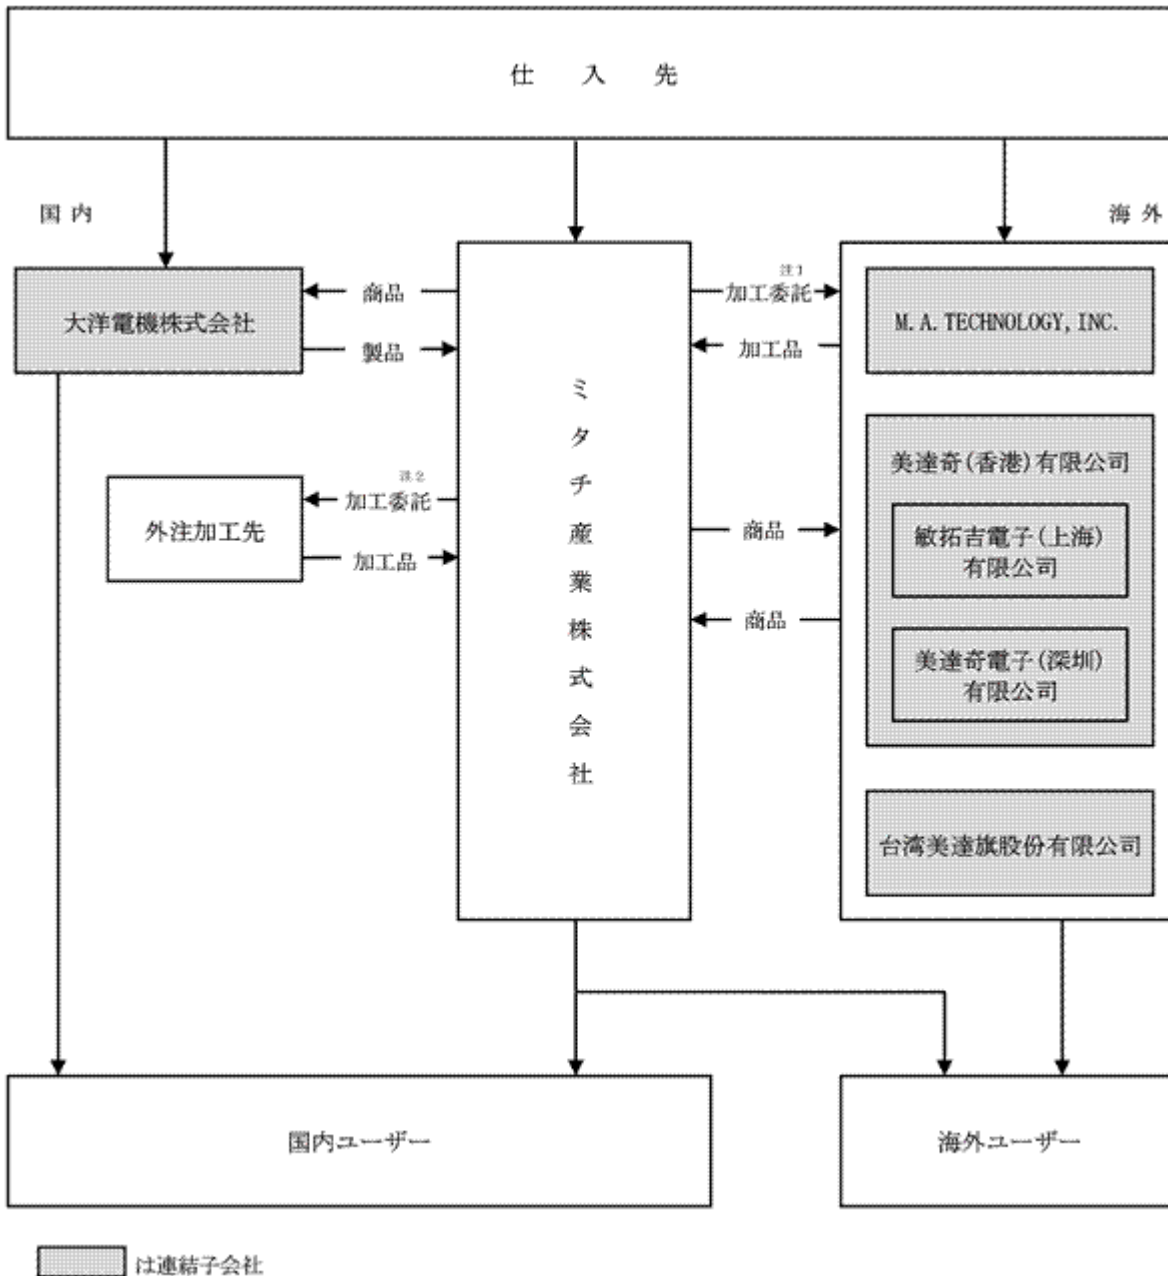 仕 入 先
国 内
海 外
大洋電機株式会社
商品
製品
注1
加工委託
加工品
M.A.TECHNOLOGY,INC.
ミタチ産業株式会社
注2
加工委託
加工品
外注加工先
商品
商品
美達奇(香港)有限公司
敏拓吉電子(上海)
有限公司
美達奇電子(深圳)
有限公司
台湾美達旗股份有限公司
国内ユーザー
海外ユーザー
は連結子会社